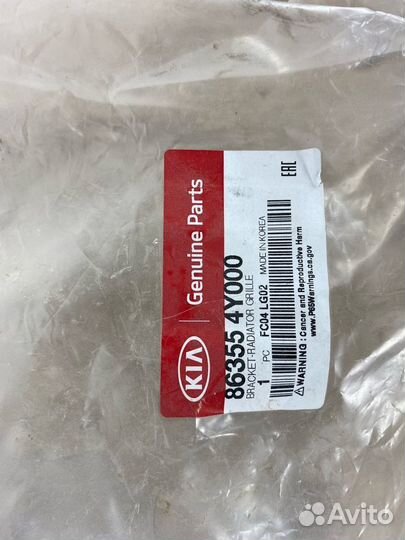 KIA
Genuine Parts
86355 4Y000
BRACKET-RADIATOR GRILLE
1 PC FC04 LG02 MADE IN KOREA
EAC
⚠WARNING : Cancer and Reproductive Harm
www.P65Warnings.ca.gov
Avito